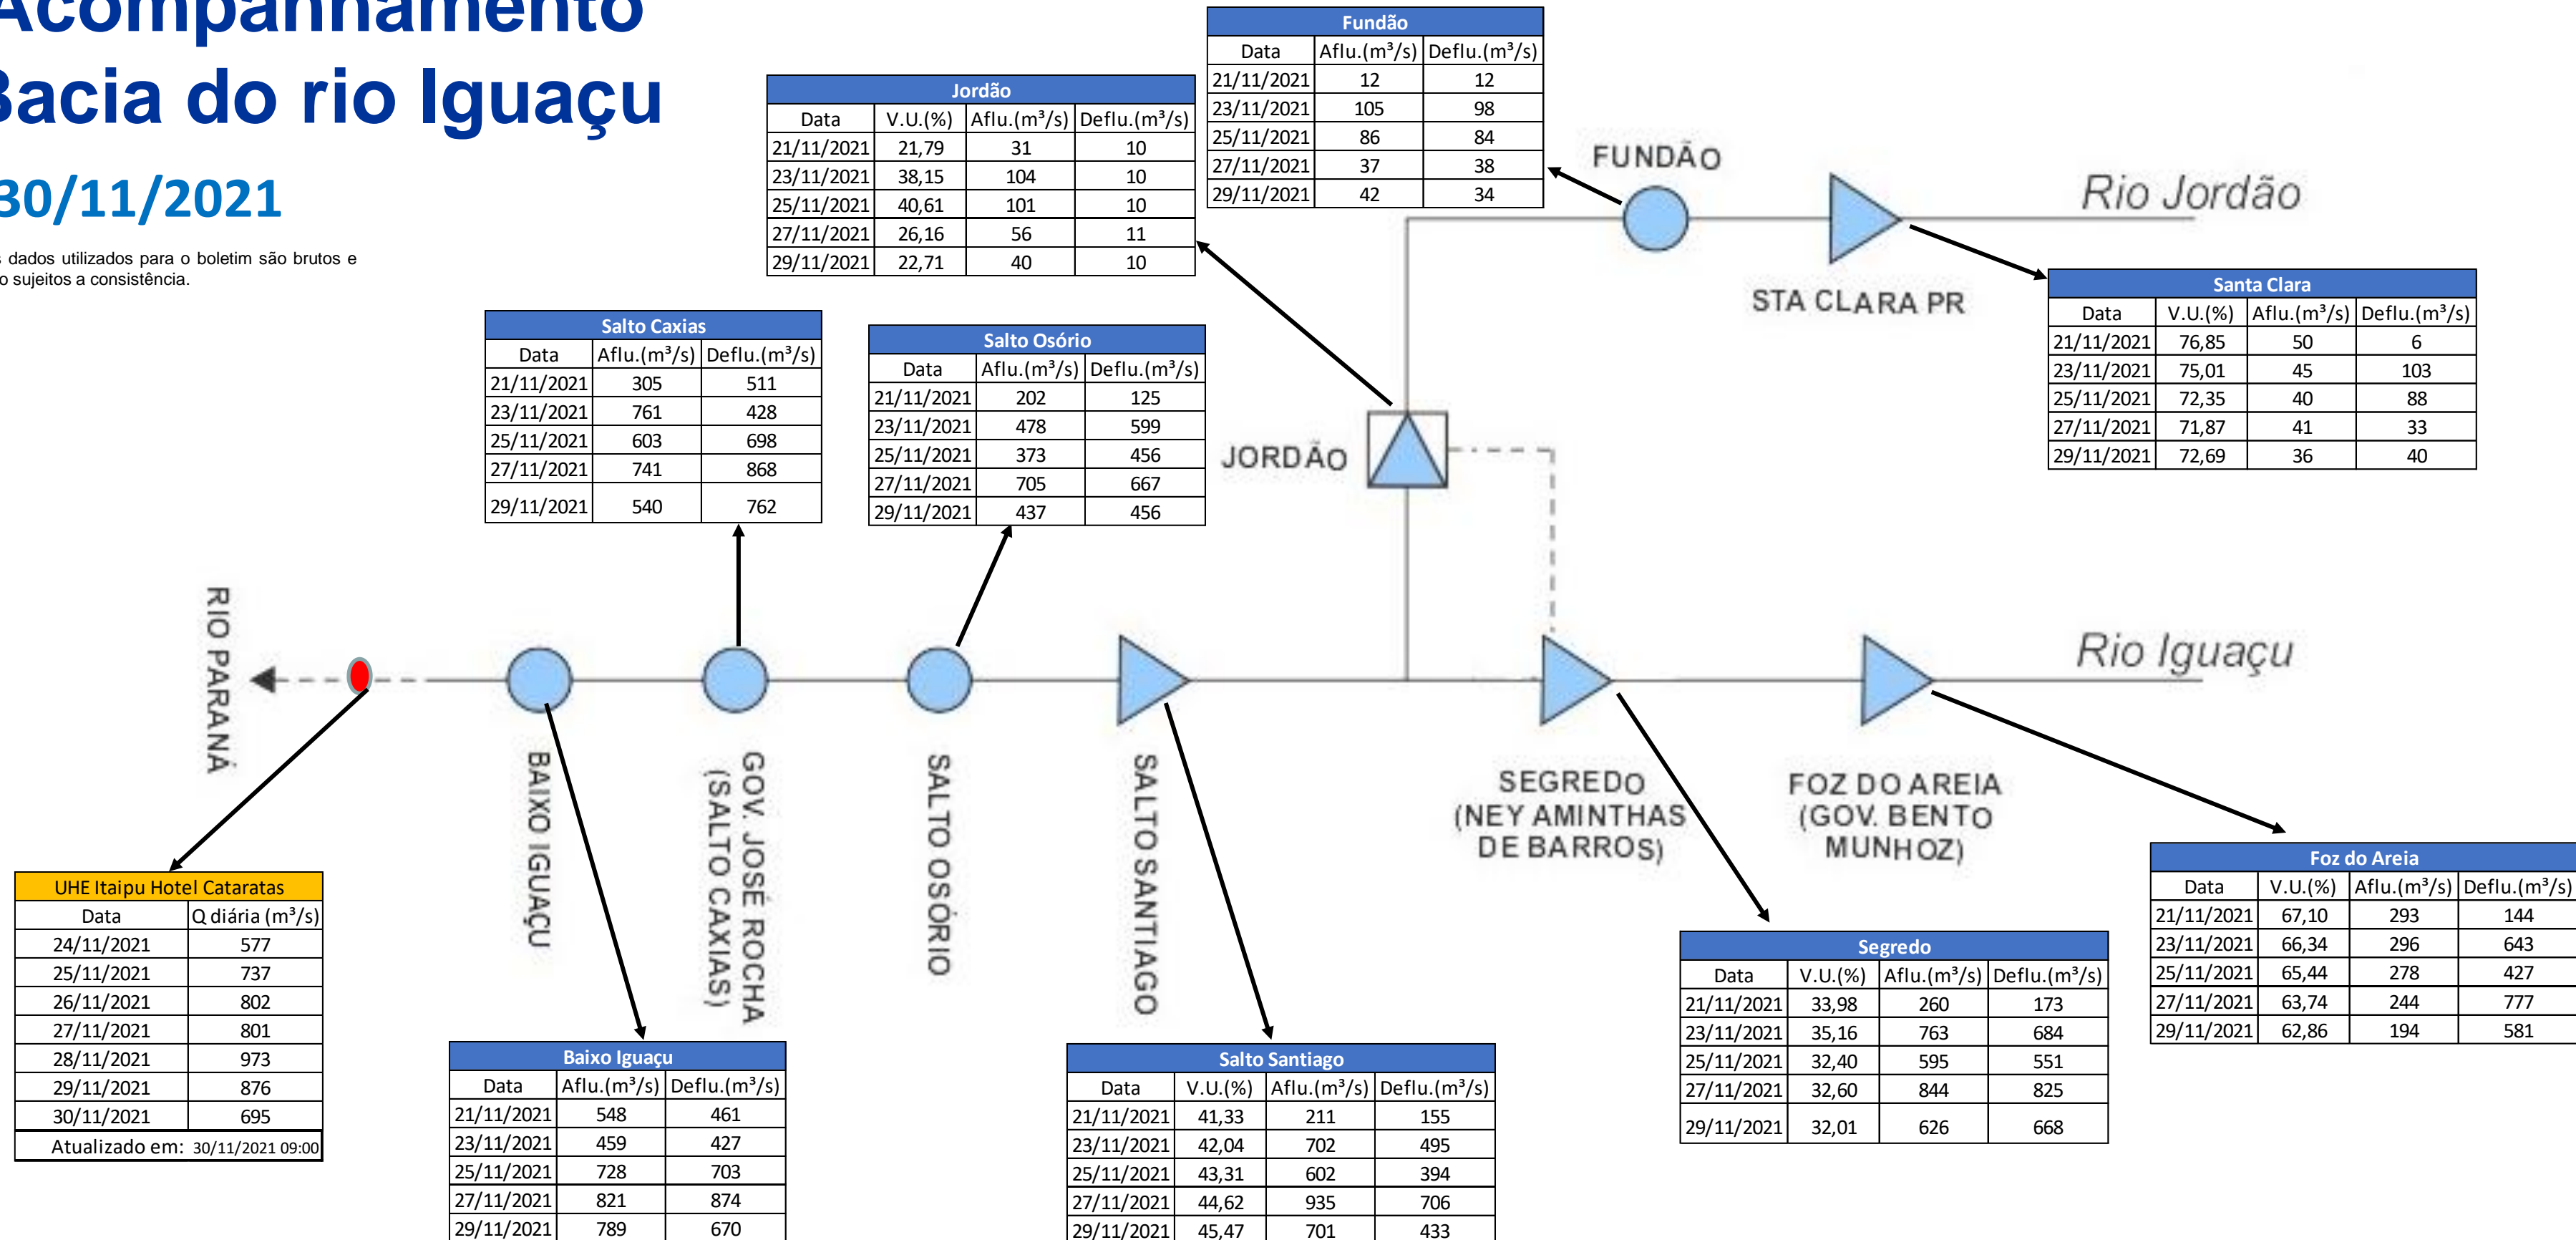 Acompanhamento
Bacia do rio Iguaçu
30/11/2021
s dados utilizados para o boletim são brutos e
o sujeitos a consistência.
Fundão
Data Aflu.(m³/s) Deflu.(m³/s)
21/11/2021 12 12
23/11/2021 105 98
25/11/2021 86 84
27/11/2021 37 38
29/11/2021 42 34
Jordão
Data V.U.(%) Aflu.(m³/s) Deflu.(m³/s)
21/11/2021 21,79 31 10
23/11/2021 38,15 104 10
25/11/2021 40,61 101 10
27/11/2021 26,16 56 11
29/11/2021 22,71 40 10
FUNDÃO
STA CLARA PR
Rio Jordão
Santa Clara
Data V.U.(%) Aflu.(m³/s) Deflu.(m³/s)
21/11/2021 76,85 50 6
23/11/2021 75,01 45 103
25/11/2021 72,35 40 88
27/11/2021 71,87 41 33
29/11/2021 72,69 36 40
Salto Caxias
Data Aflu.(m³/s) Deflu.(m³/s)
21/11/2021 305 511
23/11/2021 761 428
25/11/2021 603 698
27/11/2021 741 868
29/11/2021 540 762
Salto Osório
Data Aflu.(m³/s) Deflu.(m³/s)
21/11/2021 202 125
23/11/2021 478 599
25/11/2021 373 456
27/11/2021 705 667
29/11/2021 437 456
JORDÃO
RIO PARANÁ
BAIXO IGUAÇU
GOV. JOSÉ ROCHA
(SALTO CAXIAS)
SALTO OSÓRIO
SALTO SANTIAGO
SEGREDO
(NEY AMINTHAS
DE BARROS)
FOZ DO AREIA
(GOV. BENTO
MUNHOZ)
Rio Iguaçu
UHE Itaipu Hotel Cataratas
Data Q diária (m³/s)
24/11/2021 577
25/11/2021 737
26/11/2021 802
27/11/2021 801
28/11/2021 973
29/11/2021 876
30/11/2021 695
Atualizado em: 30/11/2021 09:00
Baixo Iguaçu
Data Aflu.(m³/s) Deflu.(m³/s)
21/11/2021 548 461
23/11/2021 459 427
25/11/2021 728 703
27/11/2021 821 874
29/11/2021 789 670
Salto Santiago
Data V.U.(%) Aflu.(m³/s) Deflu.(m³/s)
21/11/2021 41,33 211 155
23/11/2021 42,04 702 495
25/11/2021 43,31 602 394
27/11/2021 44,62 935 706
29/11/2021 45,47 701 433
Segredo
Data V.U.(%) Aflu.(m³/s) Deflu.(m³/s)
21/11/2021 33,98 260 173
23/11/2021 35,16 763 684
25/11/2021 32,40 595 551
27/11/2021 32,60 844 825
29/11/2021 32,01 626 668
Foz do Areia
Data V.U.(%) Aflu.(m³/s) Deflu.(m³/s)
21/11/2021 67,10 293 144
23/11/2021 66,34 296 643
25/11/2021 65,44 278 427
27/11/2021 63,74 244 777
29/11/2021 62,86 194 581